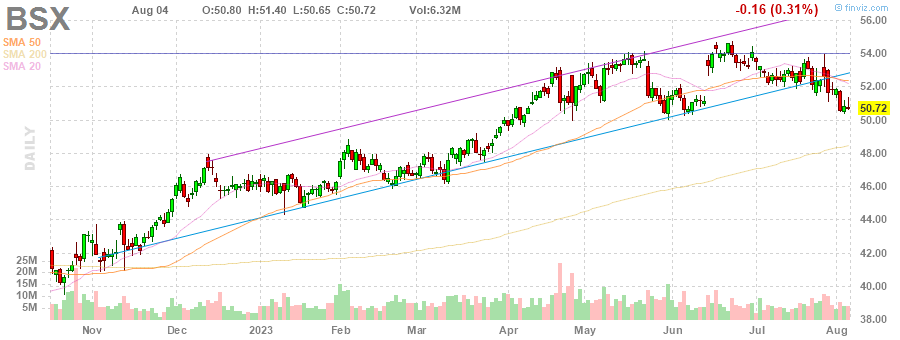 BSX
Aug 04 O:50.80 H:51.40 L:50.65 C:50.72 Vol:6.32M -0.16 (0.31%)
© finviz.com
SMA 50
SMA 200
SMA 20
DAILY
56.00
54.00
52.00
50.72
50.00
48.00
46.00
44.00
42.00
40.00
38.00
25M
20M
15M
10M
5M
Nov Dec 2023 Feb Mar Apr May Jun Jul Aug